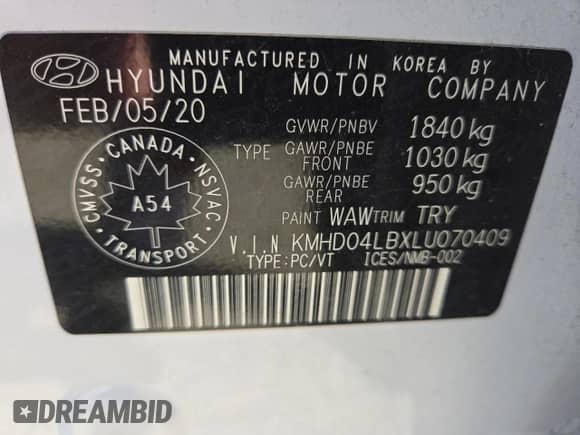 MANUFACTURED IN KOREA BY
HYUNDAI MOTOR COMPANY
FEB/05/20
GVWR/PNBV 1840 kg
TYPE GAWR/PNBE FRONT 1030 kg
GAWR/PNBE REAR 950 kg
PAINT WAW TRIM TRY
CANADA
CMVSS NSVAC
A54
TRANSPORT
V.I.N KMHD04LBXLU070409
TYPE:PC/VT ICES/NMB-002
DREAMBID